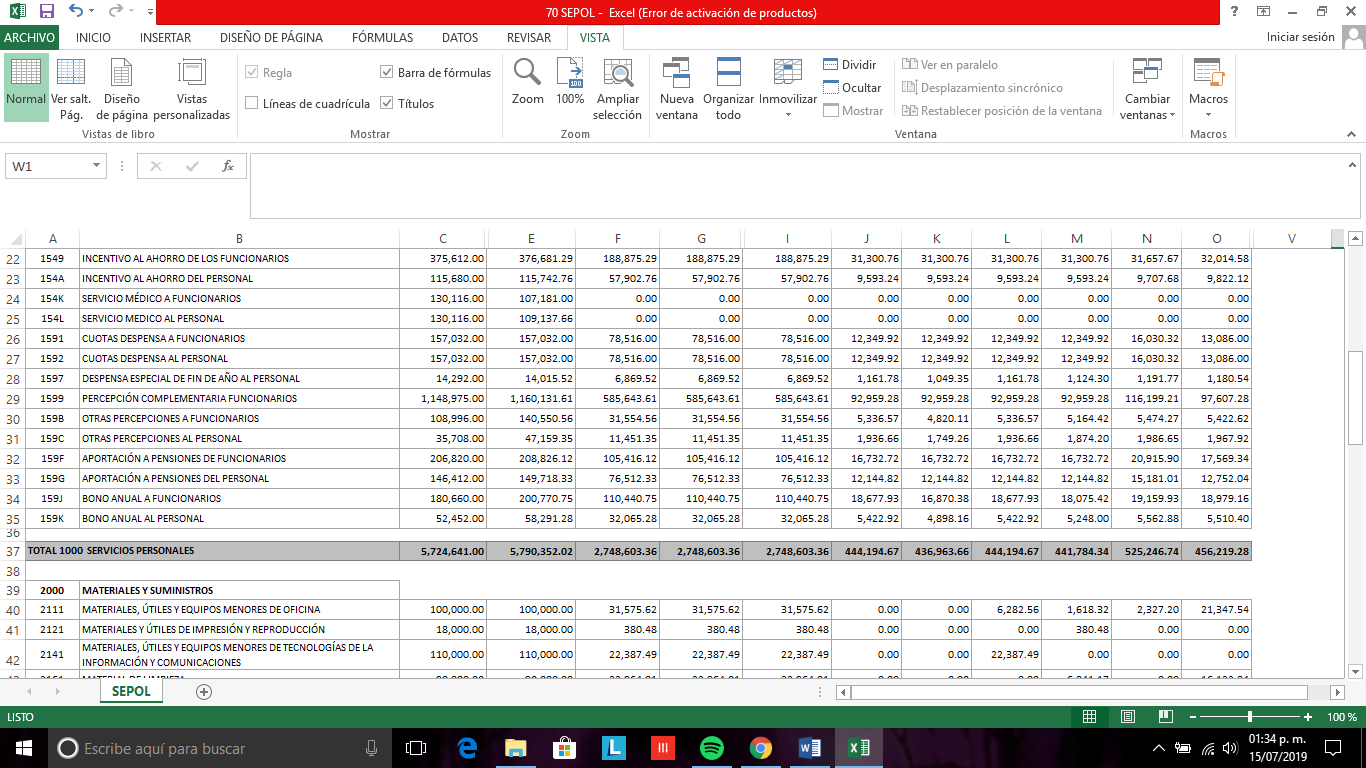 70 SEPOL - Excel (Error de activación de productos)
ARCHIVO INICIO INSERTAR DISEÑO DE PÁGINA FÓRMULAS DATOS REVISAR VISTA Iniciar sesión
Normal Ver salt. Pág. Diseño de página Vistas personalizadas
Vistas de libro
Regla Barra de fórmulas
Líneas de cuadrícula Títulos
Mostrar
Zoom 100% Ampliar selección
Zoom
Nueva ventana Organizar todo Inmovilizar
Dividir
Ocultar
Mostrar
Ver en paralelo
Desplazamiento sincrónico
Restablecer posición de la ventana
Cambiar ventanas
Ventana
Macros
Macros
W1 fx
A B C E F G I J K L M N O V
22 1549 INCENTIVO AL AHORRO DE LOS FUNCIONARIOS 375,612.00 376,681.29 188,875.29 188,875.29 188,875.29 31,300.76 31,300.76 31,300.76 31,300.76 31,657.67 32,014.58
23 154A INCENTIVO AL AHORRO DEL PERSONAL 115,680.00 115,742.76 57,902.76 57,902.76 57,902.76 9,593.24 9,593.24 9,593.24 9,593.24 9,707.68 9,822.12
24 154K SERVICIO MÉDICO A FUNCIONARIOS 130,116.00 107,181.00 0.00 0.00 0.00 0.00 0.00 0.00 0.00 0.00 0.00
25 154L SERVICIO MEDICO AL PERSONAL 130,116.00 109,137.66 0.00 0.00 0.00 0.00 0.00 0.00 0.00 0.00 0.00
26 1591 CUOTAS DESPENSA A FUNCIONARIOS 157,032.00 157,032.00 78,516.00 78,516.00 78,516.00 12,349.92 12,349.92 12,349.92 12,349.92 16,030.32 13,086.00
27 1592 CUOTAS DESPENSA AL PERSONAL 157,032.00 157,032.00 78,516.00 78,516.00 78,516.00 12,349.92 12,349.92 12,349.92 12,349.92 16,030.32 13,086.00
28 1597 DESPENSA ESPECIAL DE FIN DE AÑO AL PERSONAL 14,292.00 14,015.52 6,869.52 6,869.52 6,869.52 1,161.78 1,049.35 1,161.78 1,124.30 1,191.77 1,180.54
29 1599 PERCEPCIÓN COMPLEMENTARIA FUNCIONARIOS 1,148,975.00 1,160,131.61 585,643.61 585,643.61 585,643.61 92,959.28 92,959.28 92,959.28 92,959.28 116,199.21 97,607.28
30 159B OTRAS PERCEPCIONES A FUNCIONARIOS 108,996.00 140,550.56 31,554.56 31,554.56 31,554.56 5,336.57 4,820.11 5,336.57 5,164.42 5,474.27 5,422.62
31 159C OTRAS PERCEPCIONES AL PERSONAL 35,708.00 47,159.35 11,451.35 11,451.35 11,451.35 1,936.66 1,749.26 1,936.66 1,874.20 1,986.65 1,967.92
32 159F APORTACIÓN A PENSIONES DE FUNCIONARIOS 206,820.00 208,826.12 105,416.12 105,416.12 105,416.12 16,732.72 16,732.72 16,732.72 16,732.72 20,915.90 17,569.34
33 159G APORTACIÓN A PENSIONES DEL PERSONAL 146,412.00 149,718.33 76,512.33 76,512.33 76,512.33 12,144.82 12,144.82 12,144.82 12,144.82 15,181.01 12,752.04
34 159J BONO ANUAL A FUNCIONARIOS 180,660.00 200,770.75 110,440.75 110,440.75 110,440.75 18,677.93 16,870.38 18,677.93 18,075.42 19,159.93 18,979.16
35 159K BONO ANUAL AL PERSONAL 52,452.00 58,291.28 32,065.28 32,065.28 32,065.28 5,422.92 4,898.16 5,422.92 5,248.00 5,562.88 5,510.40
36
37 TOTAL 1000 SERVICIOS PERSONALES 5,724,641.00 5,790,352.02 2,748,603.36 2,748,603.36 2,748,603.36 444,194.67 436,963.66 444,194.67 441,784.34 525,246.74 456,219.28
38
39 2000 MATERIALES Y SUMINISTROS
40 2111 MATERIALES, ÚTILES Y EQUIPOS MENORES DE OFICINA 100,000.00 100,000.00 31,575.62 31,575.62 31,575.62 0.00 0.00 6,282.56 1,618.32 2,327.20 21,347.54
41 2121 MATERIALES Y ÚTILES DE IMPRESIÓN Y REPRODUCCIÓN 18,000.00 18,000.00 380.48 380.48 380.48 0.00 0.00 0.00 380.48 0.00 0.00
42 2141 MATERIALES, ÚTILES Y EQUIPOS MENORES DE TECNOLOGÍAS DE LA INFORMACIÓN Y COMUNICACIONES 110,000.00 110,000.00 22,387.49 22,387.49 22,387.49 0.00 0.00 22,387.49 0.00 0.00 0.00
SEPOL
LISTO 100 %
Escribe aquí para buscar
01:34 p. m.
15/07/2019